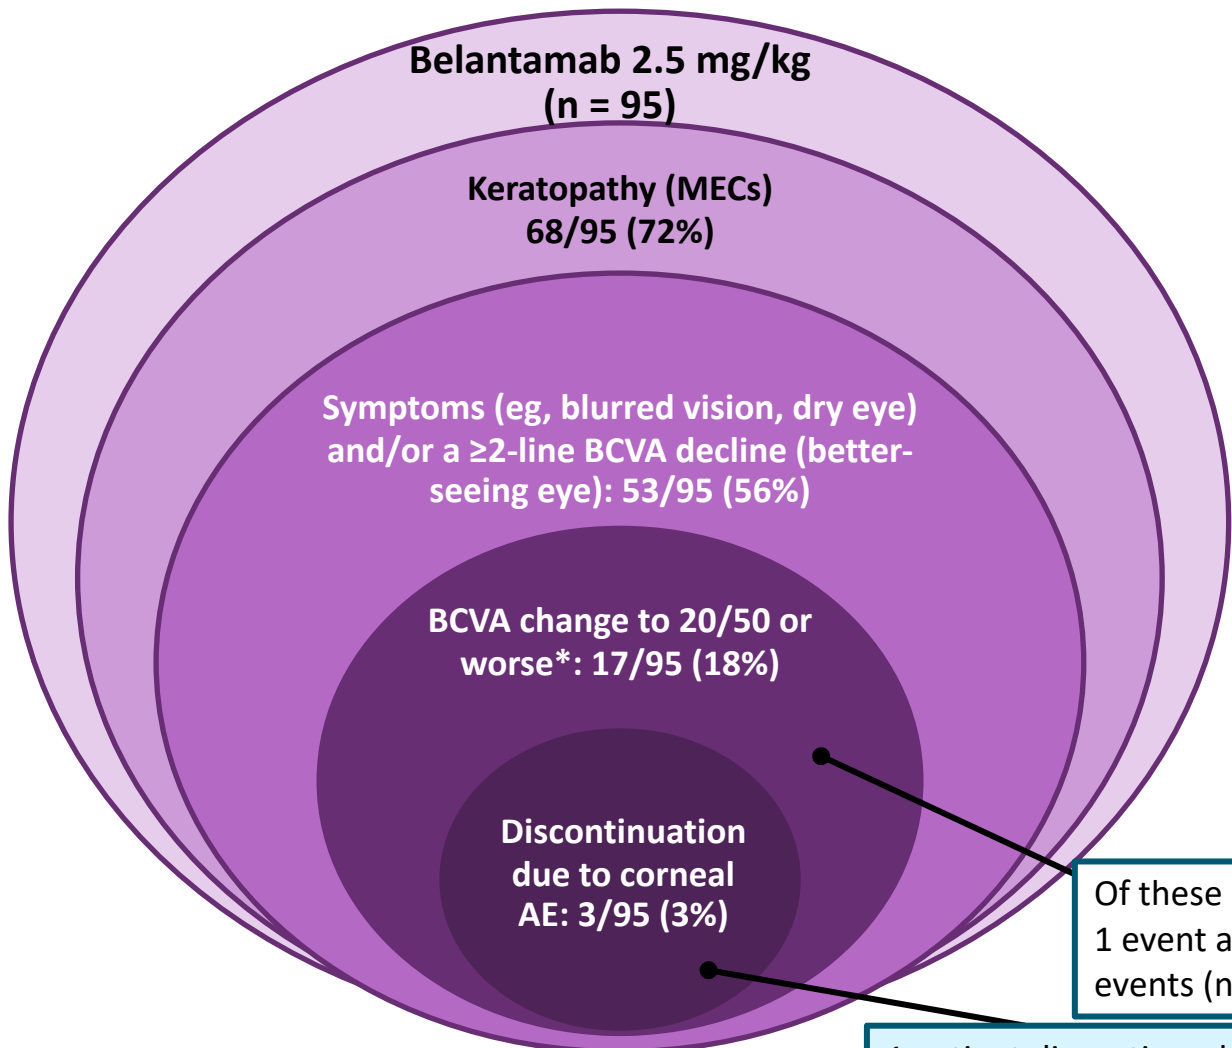 Belantamab 2.5 mg/kg
(n = 95)
Keratopathy (MECs)
68/95 (72%)
Symptoms (eg, blurred vision, dry eye)
and/or a ≥2-line BCVA decline (better-
seeing eye): 53/95 (56%)
BCVA change to 20/50 or
worse*: 17/95 (18%)
Discontinuation
due to corneal
AE: 3/95 (3%)
Of these
1 event a
events (n